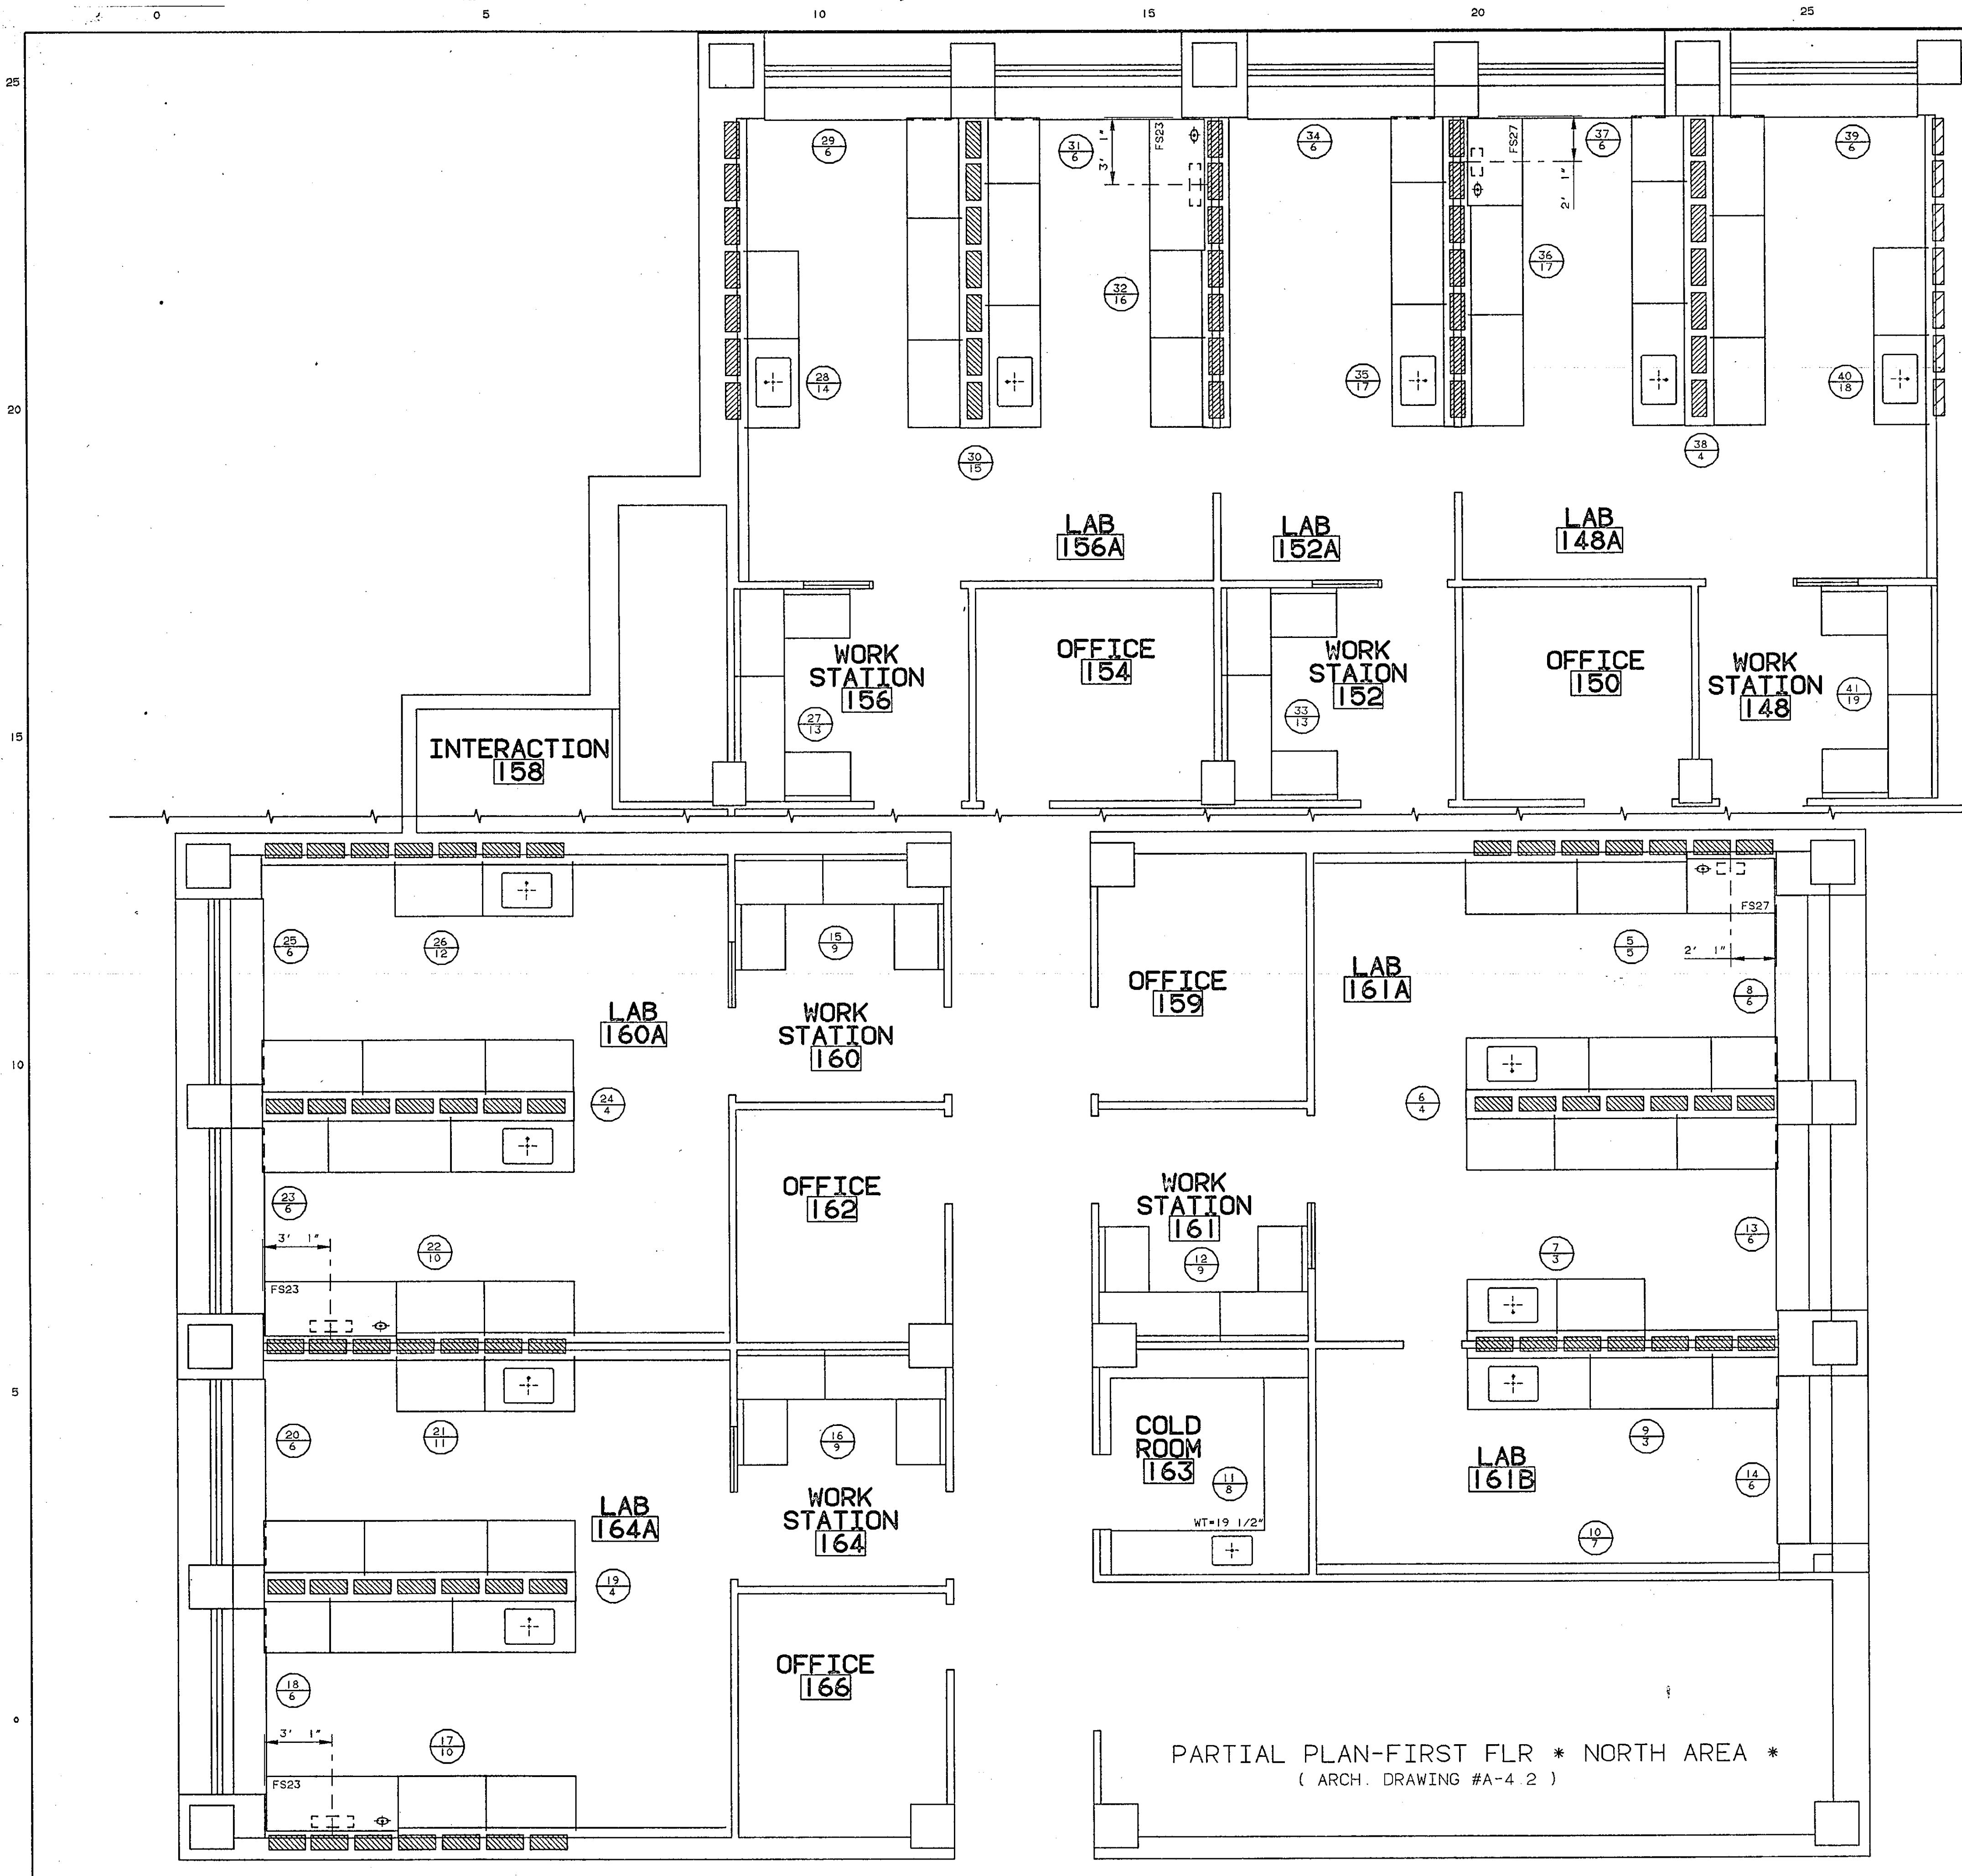 0 5 10 15 20 25
25
29
6
31
6
3' 1"
FS23
34
6
FS27
37
6
2' 1"
39
6
36
17
32
16
28
14
35
17
40
18
20
30
15
38
4
LAB
156A
LAB
152A
LAB
148A
WORK
STATION
156
OFFICE
154
WORK
STAION
152
OFFICE
150
WORK
STATION
148
27
13
33
13
41
19
15
INTERACTION
158
25
6
26
12
15
9
5
5
FS27
2' 1"
8
6
LAB
160A
WORK
STATION
160
OFFICE
159
LAB
161A
10
24
4
6
4
23
6
3' 1"
22
10
FS23
OFFICE
162
WORK
STATION
161
12
9
7
3
13
6
5
20
6
21
11
16
9
LAB
164A
WORK
STATION
164
COLD
ROOM
163
11
8
WT=19 1/2"
9
3
LAB
161B
14
6
10
7
19
4
18
6
0
3' 1"
17
10
FS23
OFFICE
166
PARTIAL PLAN-FIRST FLR * NORTH AREA *
( ARCH. DRAWING #A-4.2 )